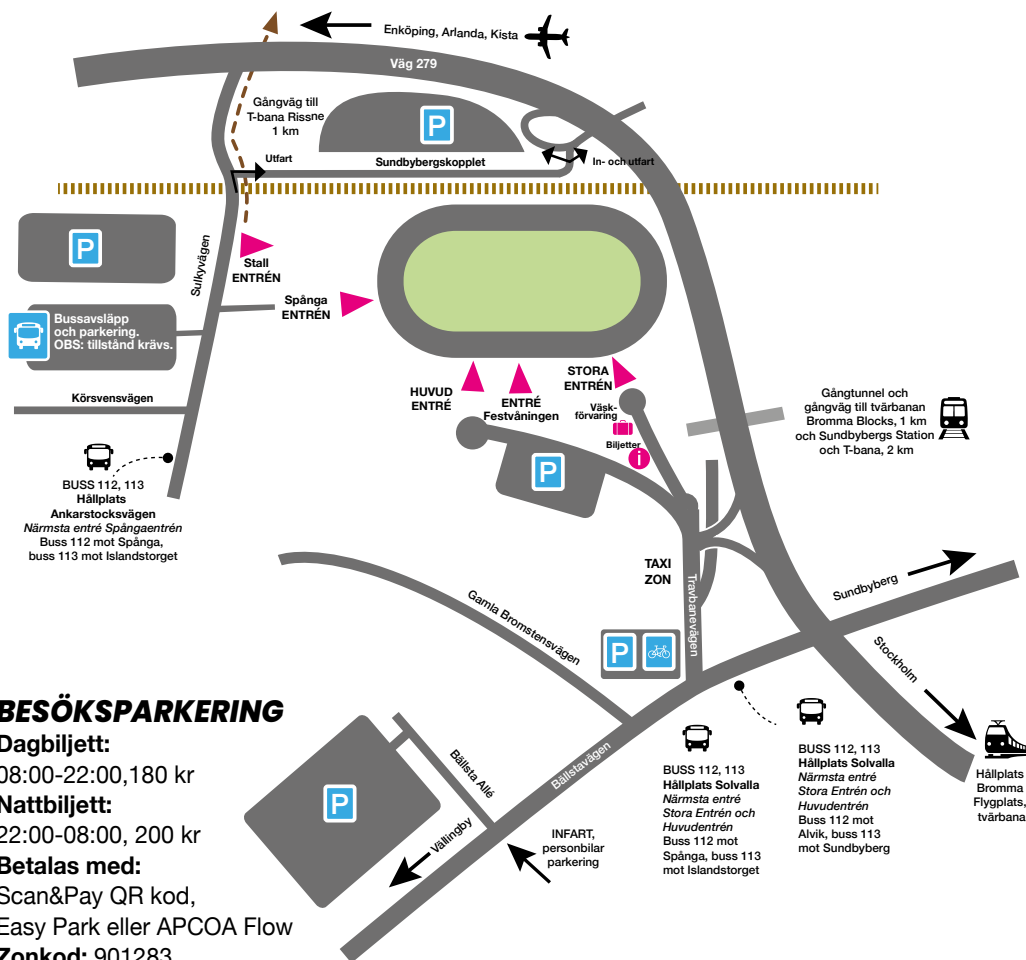 Enköping, Arlanda, Kista
Väg 279
Gångväg till
T-bana Rissne
1 km
P
Sundbybergskopplet
Utfart
In- och utfart
P
Sulkyvägen
Stall
ENTRÉN
Spånga
ENTRÉN
Bussavsläpp
och parkering.
OBS: tillstånd krävs.
Körsvensvägen
HUVUD
ENTRÉ
ENTRÉ
Festvåningen
STORA
ENTRÉN
Väsk-
förvaring
Biljetter
i
P
Gångtunnel och
gångväg till tvärbanan
Bromma Blocks, 1 km
och Sundbybergs Station
och T-bana, 2 km
BUSS 112, 113
Hållplats
Ankarstocksvägen
Närmsta entré Spångaentrén
Buss 112 mot Spånga,
buss 113 mot Islandstorget
TAXI
ZON
Travbanevägen
Gamla Bromstensvägen
P
Sundbyberg
Stockholm
Bällstavägen
Bällsta Allé
Vällingby
P
INFART,
personbilar
parkering
BUSS 112, 113
Hållplats Solvalla
Närmsta entré
Stora Entrén och
Huvudentrén
Buss 112 mot
Spånga, buss 113
mot Islandstorget
BUSS 112, 113
Hållplats Solvalla
Närmsta entré
Stora Entrén och
Huvudentrén
Buss 112 mot
Alvik, buss 113
mot Sundbyberg
Hållplats
Bromma
Flygplats,
tvärbana
BESÖKSPARKERING
Dagbiljett:
08:00-22:00,180 kr
Nattbiljett:
22:00-08:00, 200 kr
Betalas med:
Scan&Pay QR kod,
Easy Park eller APCOA Flow
Zonkod: 901283